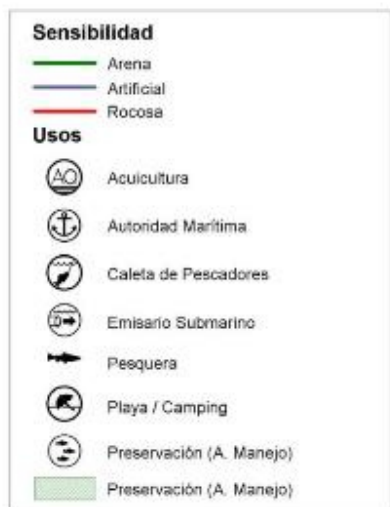 Sensibilidad
Arena
Artificial
Rocosa
Usos
AQ Acuicultura
Autoridad Marítima
Caleta de Pescadores
Emisario Submarino
Pesquera
Playa / Camping
Preservación (A. Manejo)
Preservación (A. Manejo)